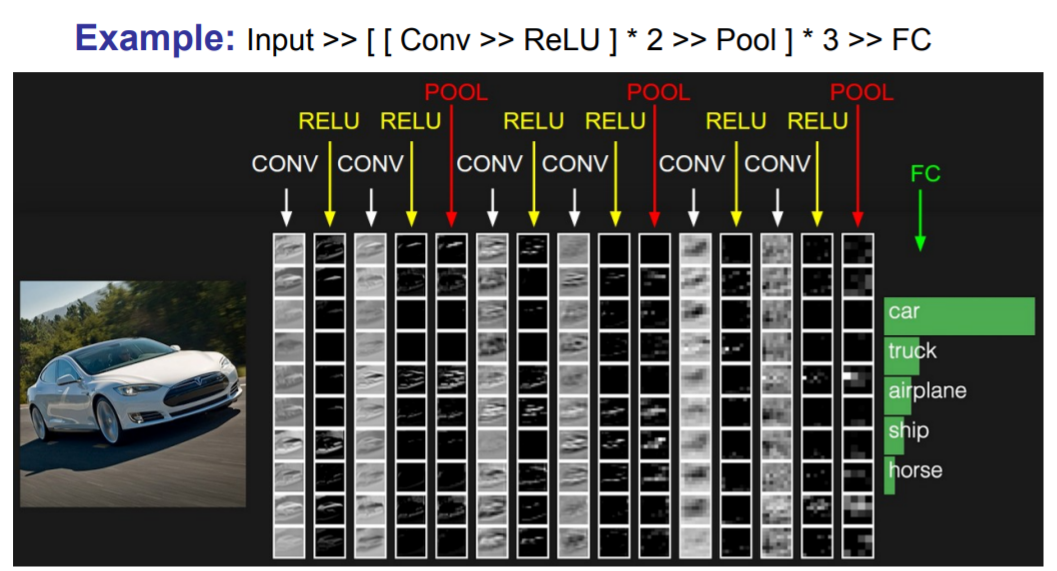 Example: Input >> [ [ Conv >> ReLU ] * 2 >> Pool ] * 3 >> FC
POOL POOL POOL
RELU RELU RELU RELU RELU RELU
CONV CONV CONV CONV CONV CONV
FC
car
truck
airplane
ship
horse